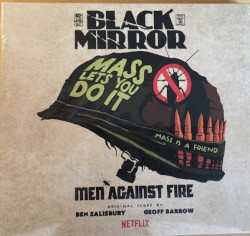 BLACK
MIRROR
MASS
LETS YOU
DO IT
MASS IS A FRIEND
MEN AGAINST FIRE
ORIGINAL SCORE BY
BEN SALISBURY GEOFF BARROW
NETFLIX